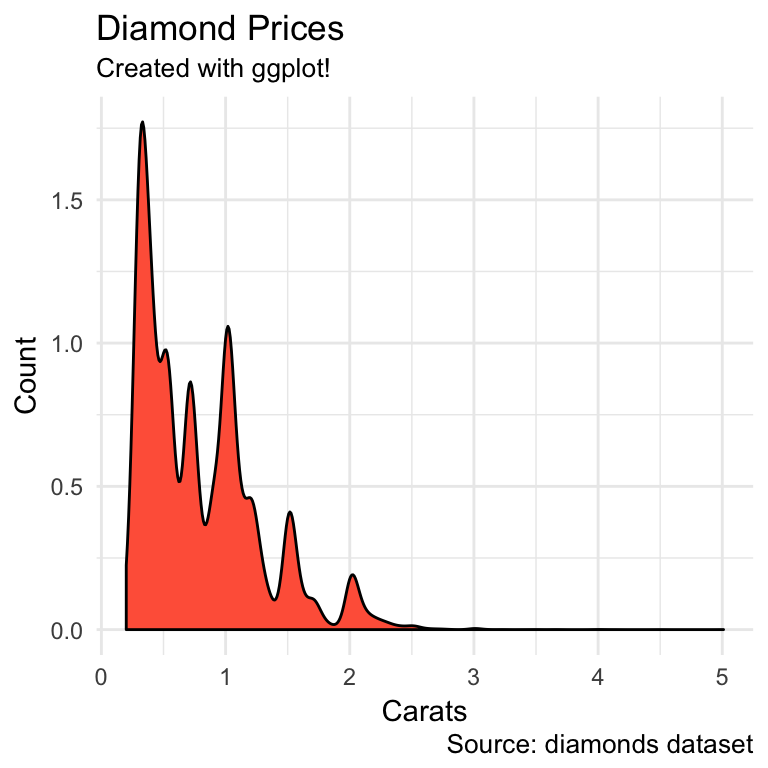 Diamond Prices
Created with ggplot!
Count
1.5
1.0
0.5
0.0
0 1 2 3 4 5
Carats
Source: diamonds dataset